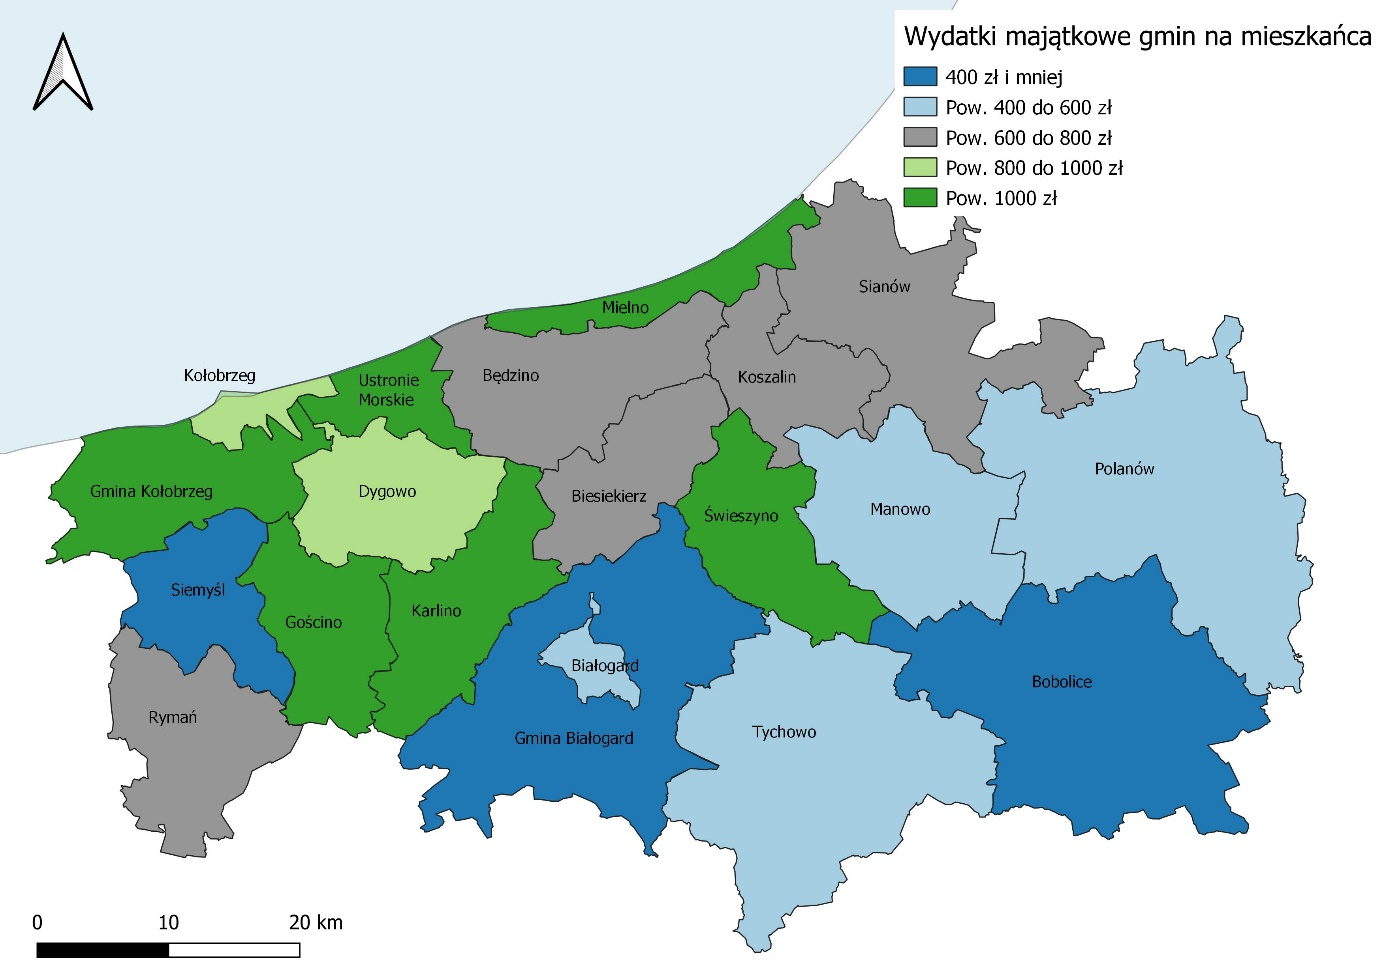 Wydatki majątkowe gmin na mieszkańca
400 zł i mniej
Pow. 400 do 600 zł
Pow. 600 do 800 zł
Pow. 800 do 1000 zł
Pow. 1000 zł
Sianów
Mielno
Kołobrzeg
Ustronie
Morskie
Będzino
Koszalin
Polanów
Gmina Kołobrzeg
Dygowo
Biesiekierz
Świeszyno
Manowo
Siemyśl
Gościno
Karlino
Białogard
Bobolice
Rymań
Gmina Białogard
Tychowo
0 10 20 km